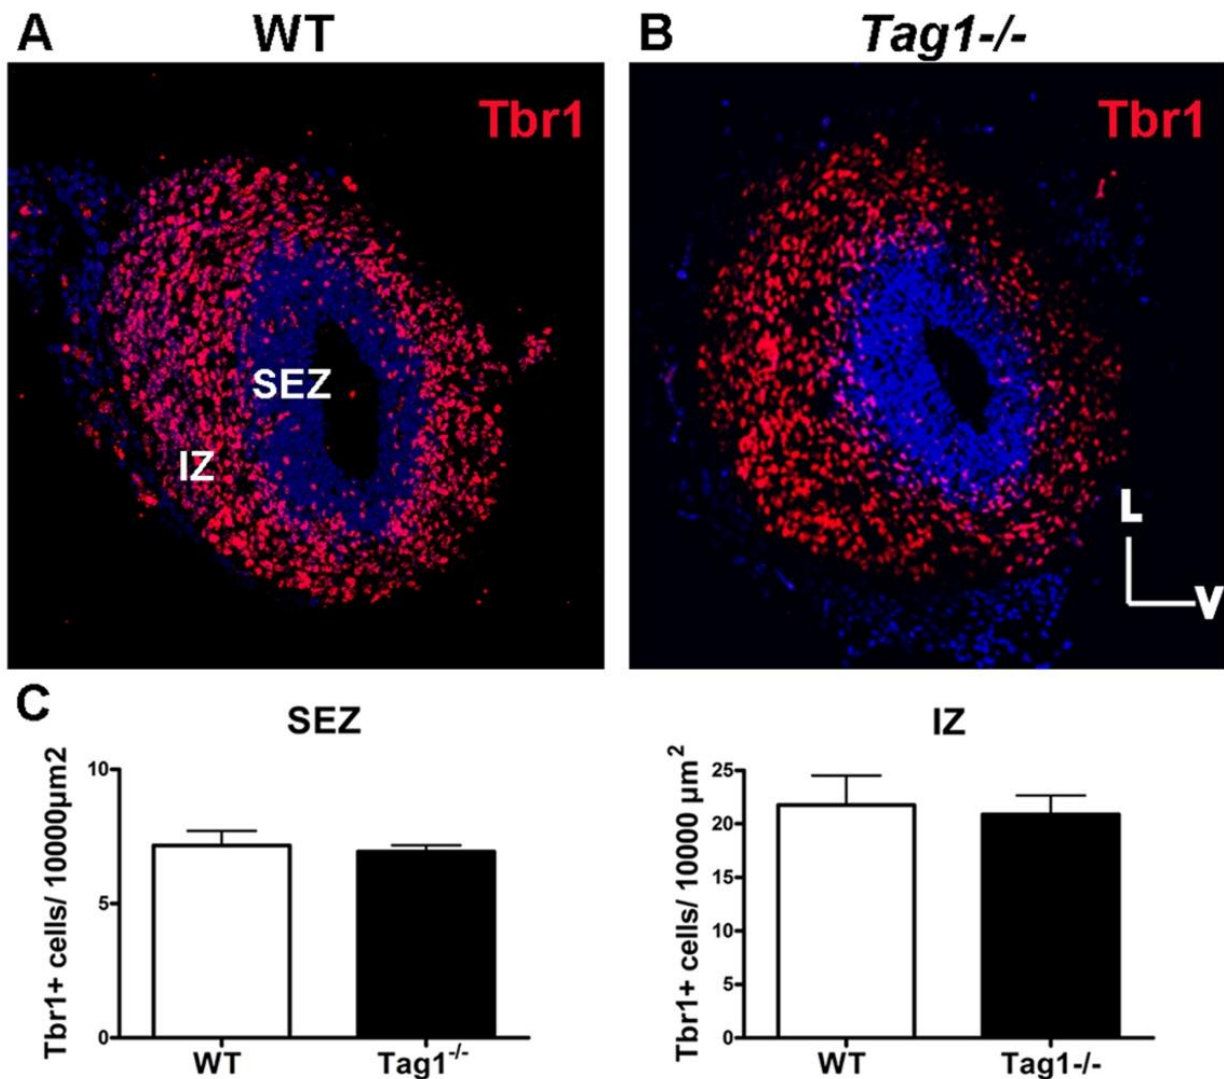 A WT B Tag1-/-
Tbr1 Tbr1
SEZ
IZ
L
V
C
SEZ
Tbr1+ cells/ 10000µm2
10
5
0
WT Tag1-/-
IZ
Tbr1+ cells/ 10000 µm²
25
20
15
10
5
0
WT Tag1-/-